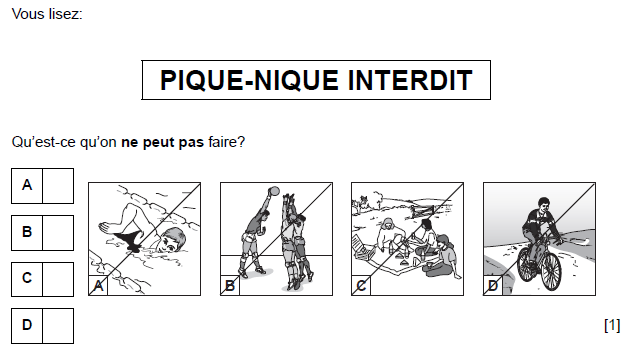 Vous lisez:
PIQUE-NIQUE INTERDIT
Qu'est-ce qu'on ne peut pas faire?
A
B
C
D
A B C D
[1]